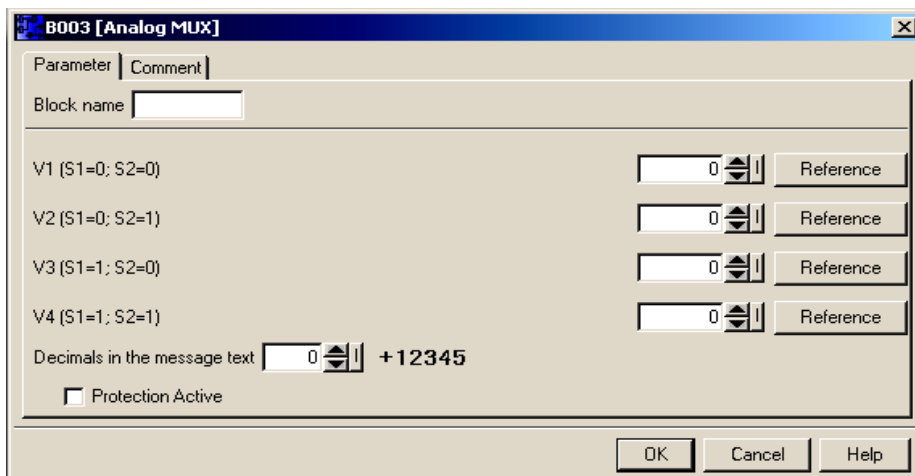 B003 [Analog MUX]
Parameter Comment
Block name
V1 (S1=0; S2=0) 0 Reference
V2 (S1=0; S2=1) 0 Reference
V3 (S1=1; S2=0) 0 Reference
V4 (S1=1; S2=1) 0 Reference
Decimals in the message text 0 +12345
Protection Active
OK Cancel Help